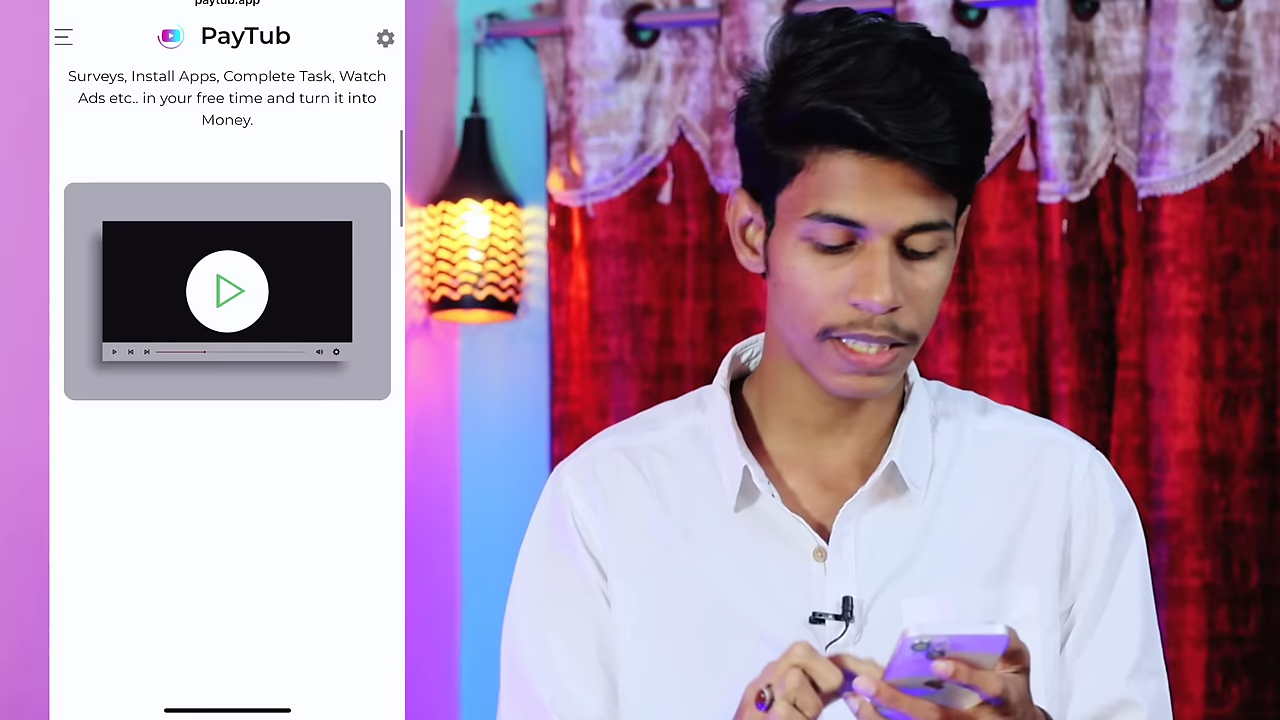 paytub.app
PayTub
Surveys, Install Apps, Complete Task, Watch
Ads etc.. in your free time and turn it into
Money.